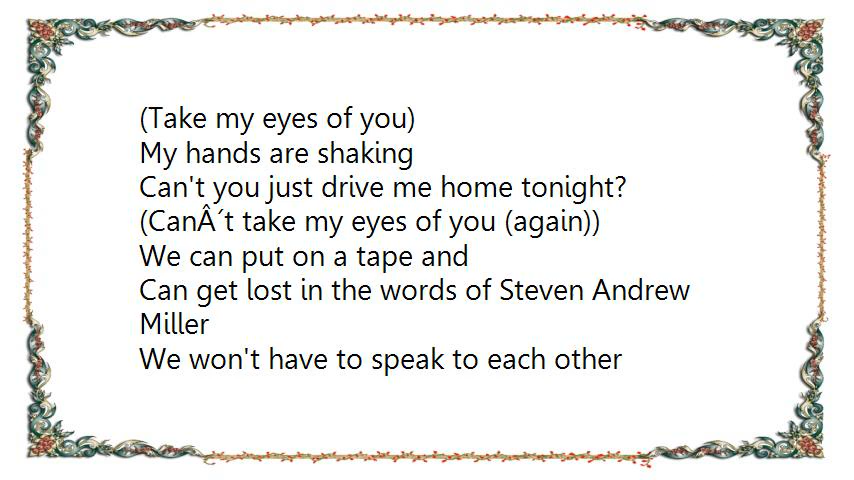 (Take my eyes of you)
My hands are shaking
Can't you just drive me home tonight?
(CanÂ´t take my eyes of you (again))
We can put on a tape and
Can get lost in the words of Steven Andrew
Miller
We won't have to speak to each other